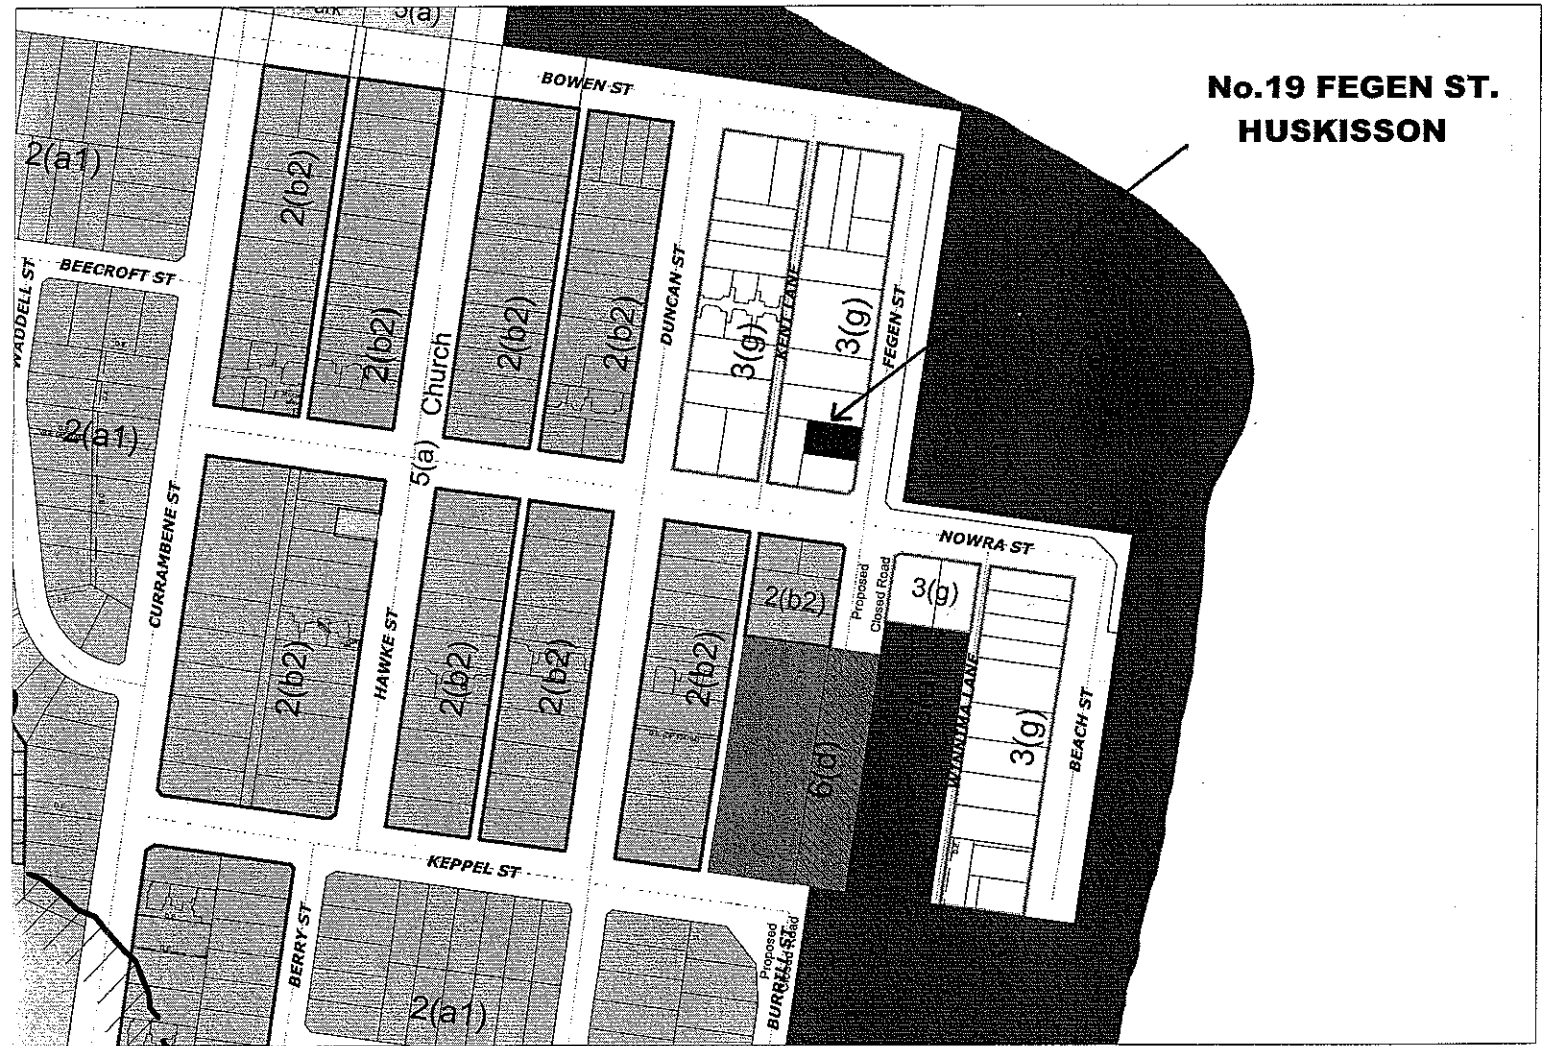 5(a)
BOWEN ST
No.19 FEGEN ST.
HUSKISSON
2(a1)
2(b2)
2(b2)
2(b2)
2(b2)
BEECROFT ST
WADDELL ST
DUNCAN ST
KENT LANE
FEGEN ST
3(g)
3(g)
2(a1)
5(a) Church
CURRAMBENE ST
NOWRA ST
HAWKE ST
2(b2)
2(b2)
2(b2)
2(b2)
2(b2)
Proposed
Closed Road
3(g)
6(d)
WINNIMA LANE
3(g)
BEACH ST
KEPPEL ST
BERRY ST
2(a1)
Proposed
Closed Road
BURRILL ST